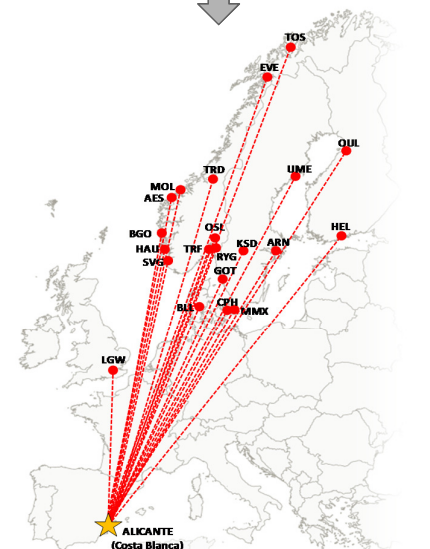 TOS
EVE
OUL
TRD
UME
MOL
AES
OSL
HEL
BGO
HAU
TRF
RYG
KSD
ARN
SVG
GOT
BLL
CPH
MMX
LGW
ALICANTE
(Costa Blanca)